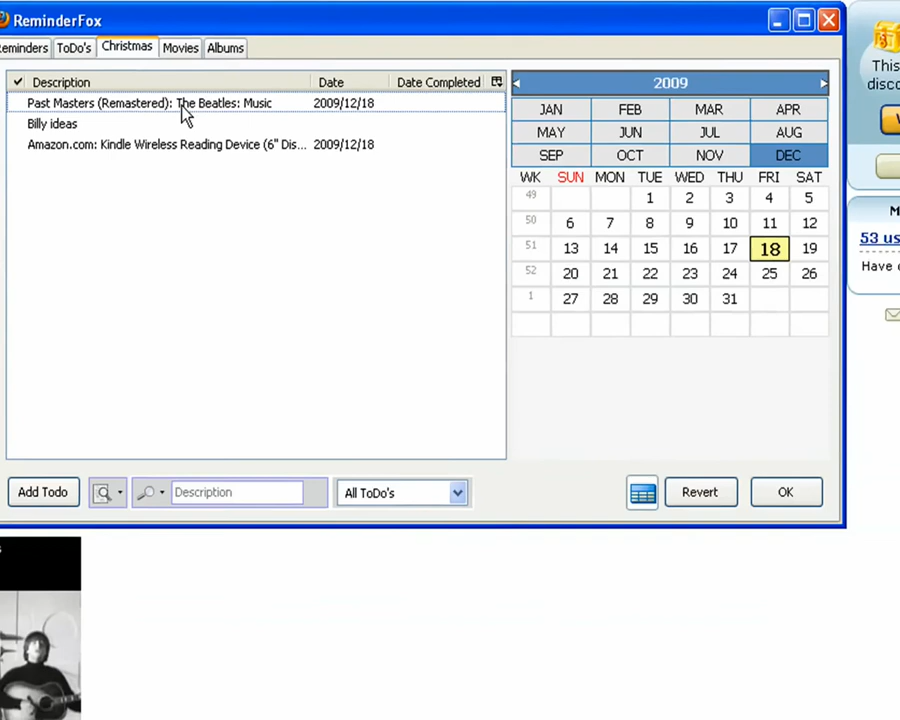 ReminderFox
Reminders ToDo's Christmas Movies Albums
Description Date Date Completed
Past Masters (Remastered): The Beatles: Music 2009/12/18
Billy ideas
Amazon.com: Kindle Wireless Reading Device (6" Dis... 2009/12/18
2009
JAN FEB MAR APR
MAY JUN JUL AUG
SEP OCT NOV DEC
WK SUN MON TUE WED THU FRI SAT
49 1 2 3 4 5
50 6 7 8 9 10 11 12
51 13 14 15 16 17 18 19
52 20 21 22 23 24 25 26
1 27 28 29 30 31
Add Todo Description All ToDo's Revert OK
This
disco
M
53 us
Have